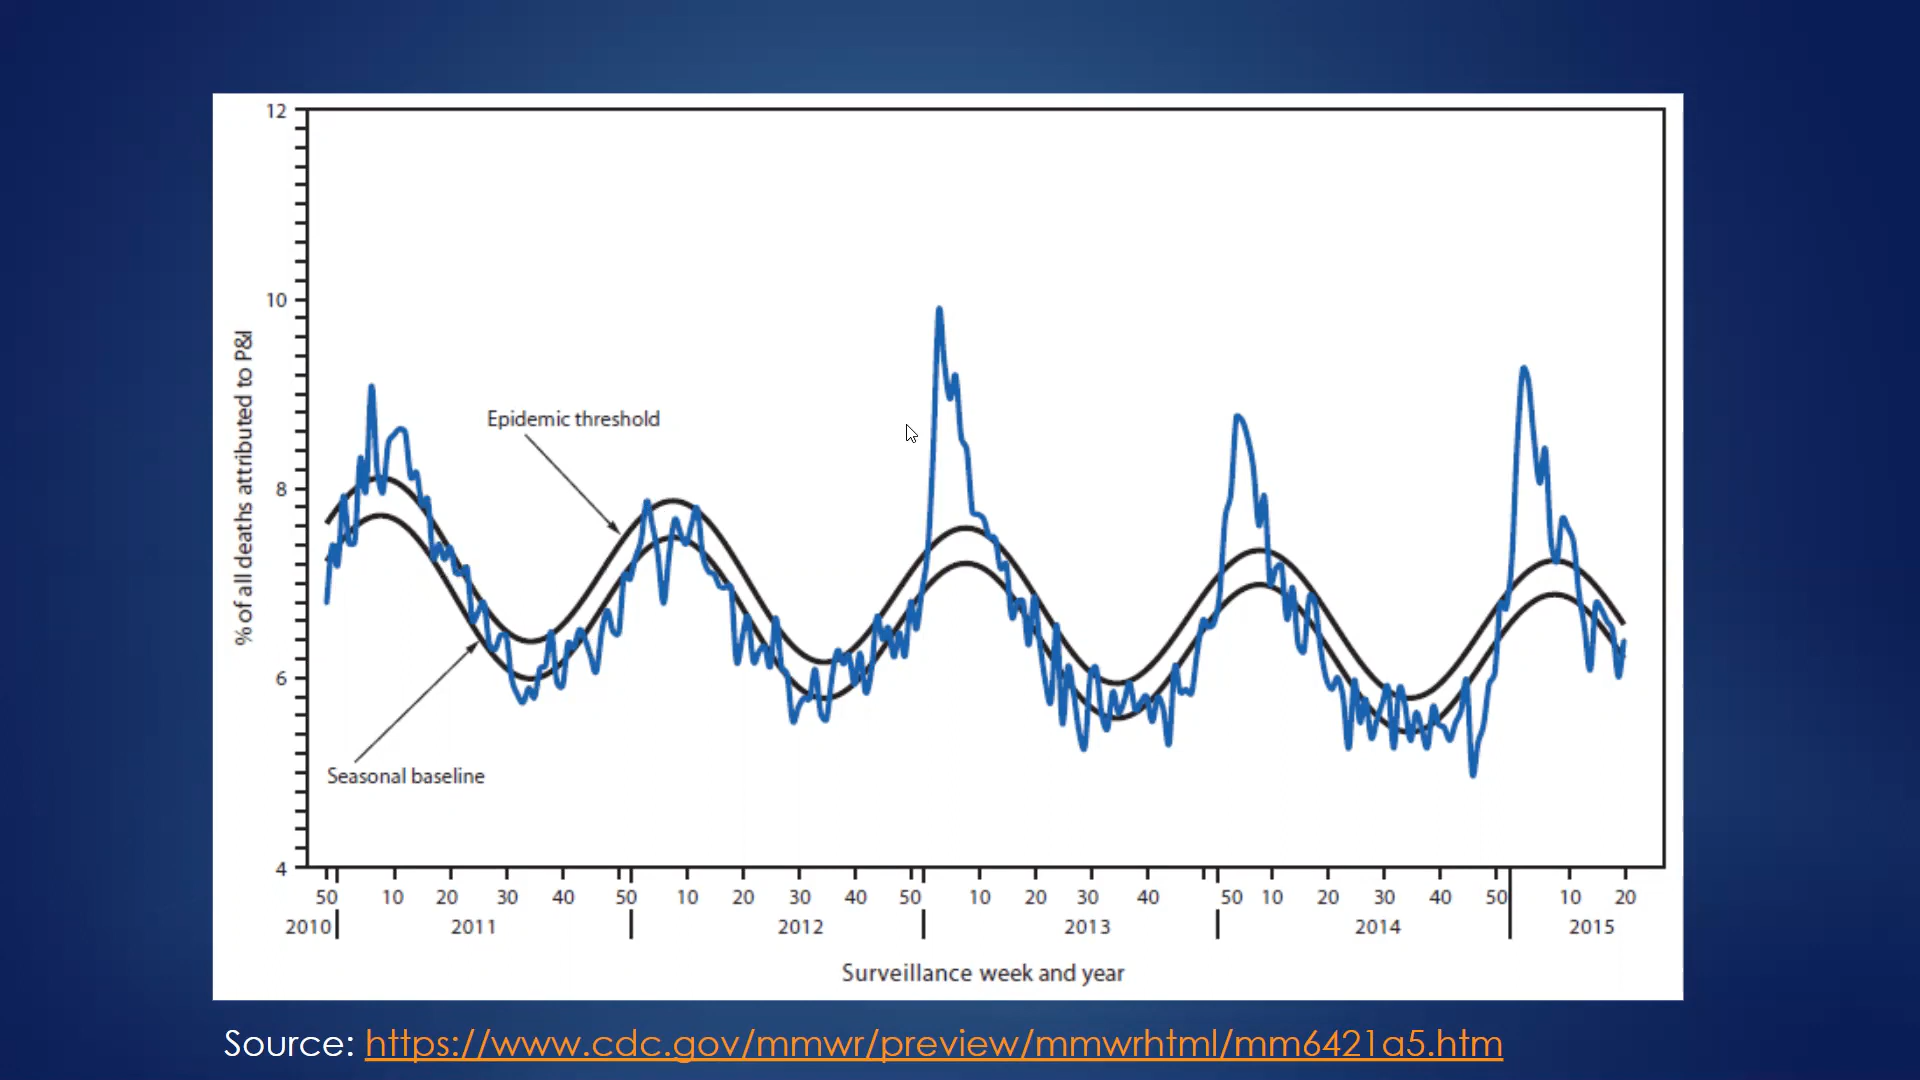 12
10
8
6
4
% of all deaths attributed to P&I
Epidemic threshold
Seasonal baseline
50 10 20 30 40 50 10 20 30 40 50 10 20 30 40 50 10 20 30 40 50 10 20
2010 2011 2012 2013 2014 2015
Surveillance week and year
Source: https://www.cdc.gov/mmwr/preview/mmwrhtml/mm6421a5.htm